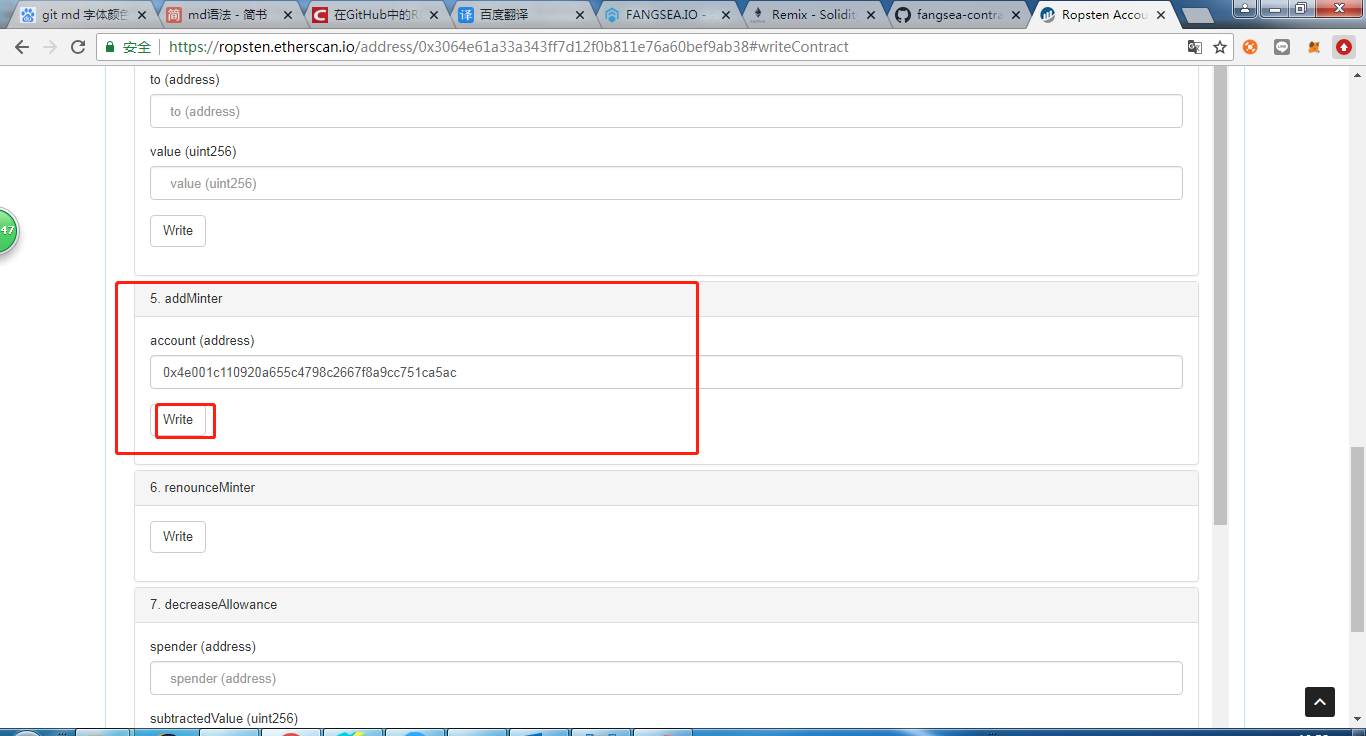 git md 字体颜色
md语法 - 简书
在GitHub中的R
百度翻译
FANGSEA.IO -
Remix - Solidit
fangsea-contra
Ropsten Accou
安全
https://ropsten.etherscan.io/address/0x3064e61a33a343ff7d12f0b811e76a60bef9ab38#writeContract
to (address)
to (address)
value (uint256)
value (uint256)
Write
47
5. addMinter
account (address)
0x4e001c110920a655c4798c2667f8a9cc751ca5ac
Write
6. renounceMinter
Write
7. decreaseAllowance
spender (address)
spender (address)
subtractedValue (uint256)